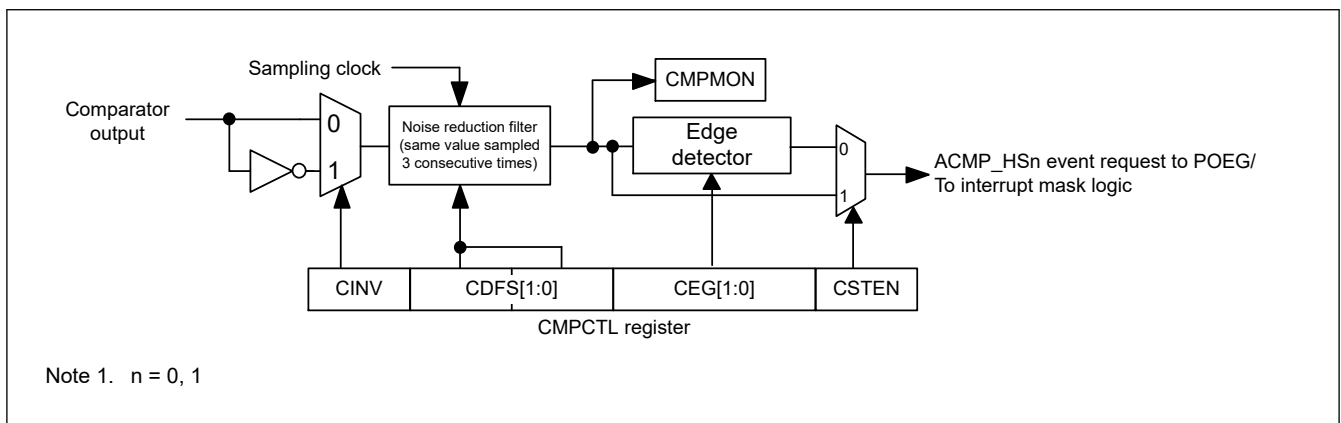 Sampling clock
CMPMON
Comparator
output
0
1
Noise reduction filter
(same value sampled
3 consecutive times)
Edge
detector
0
1
ACMP_HSn event request to POEG/
To interrupt mask logic
CINV
CDFS[1:0]
CEG[1:0]
CSTEN
CMPCTL register
Note 1. n = 0, 1